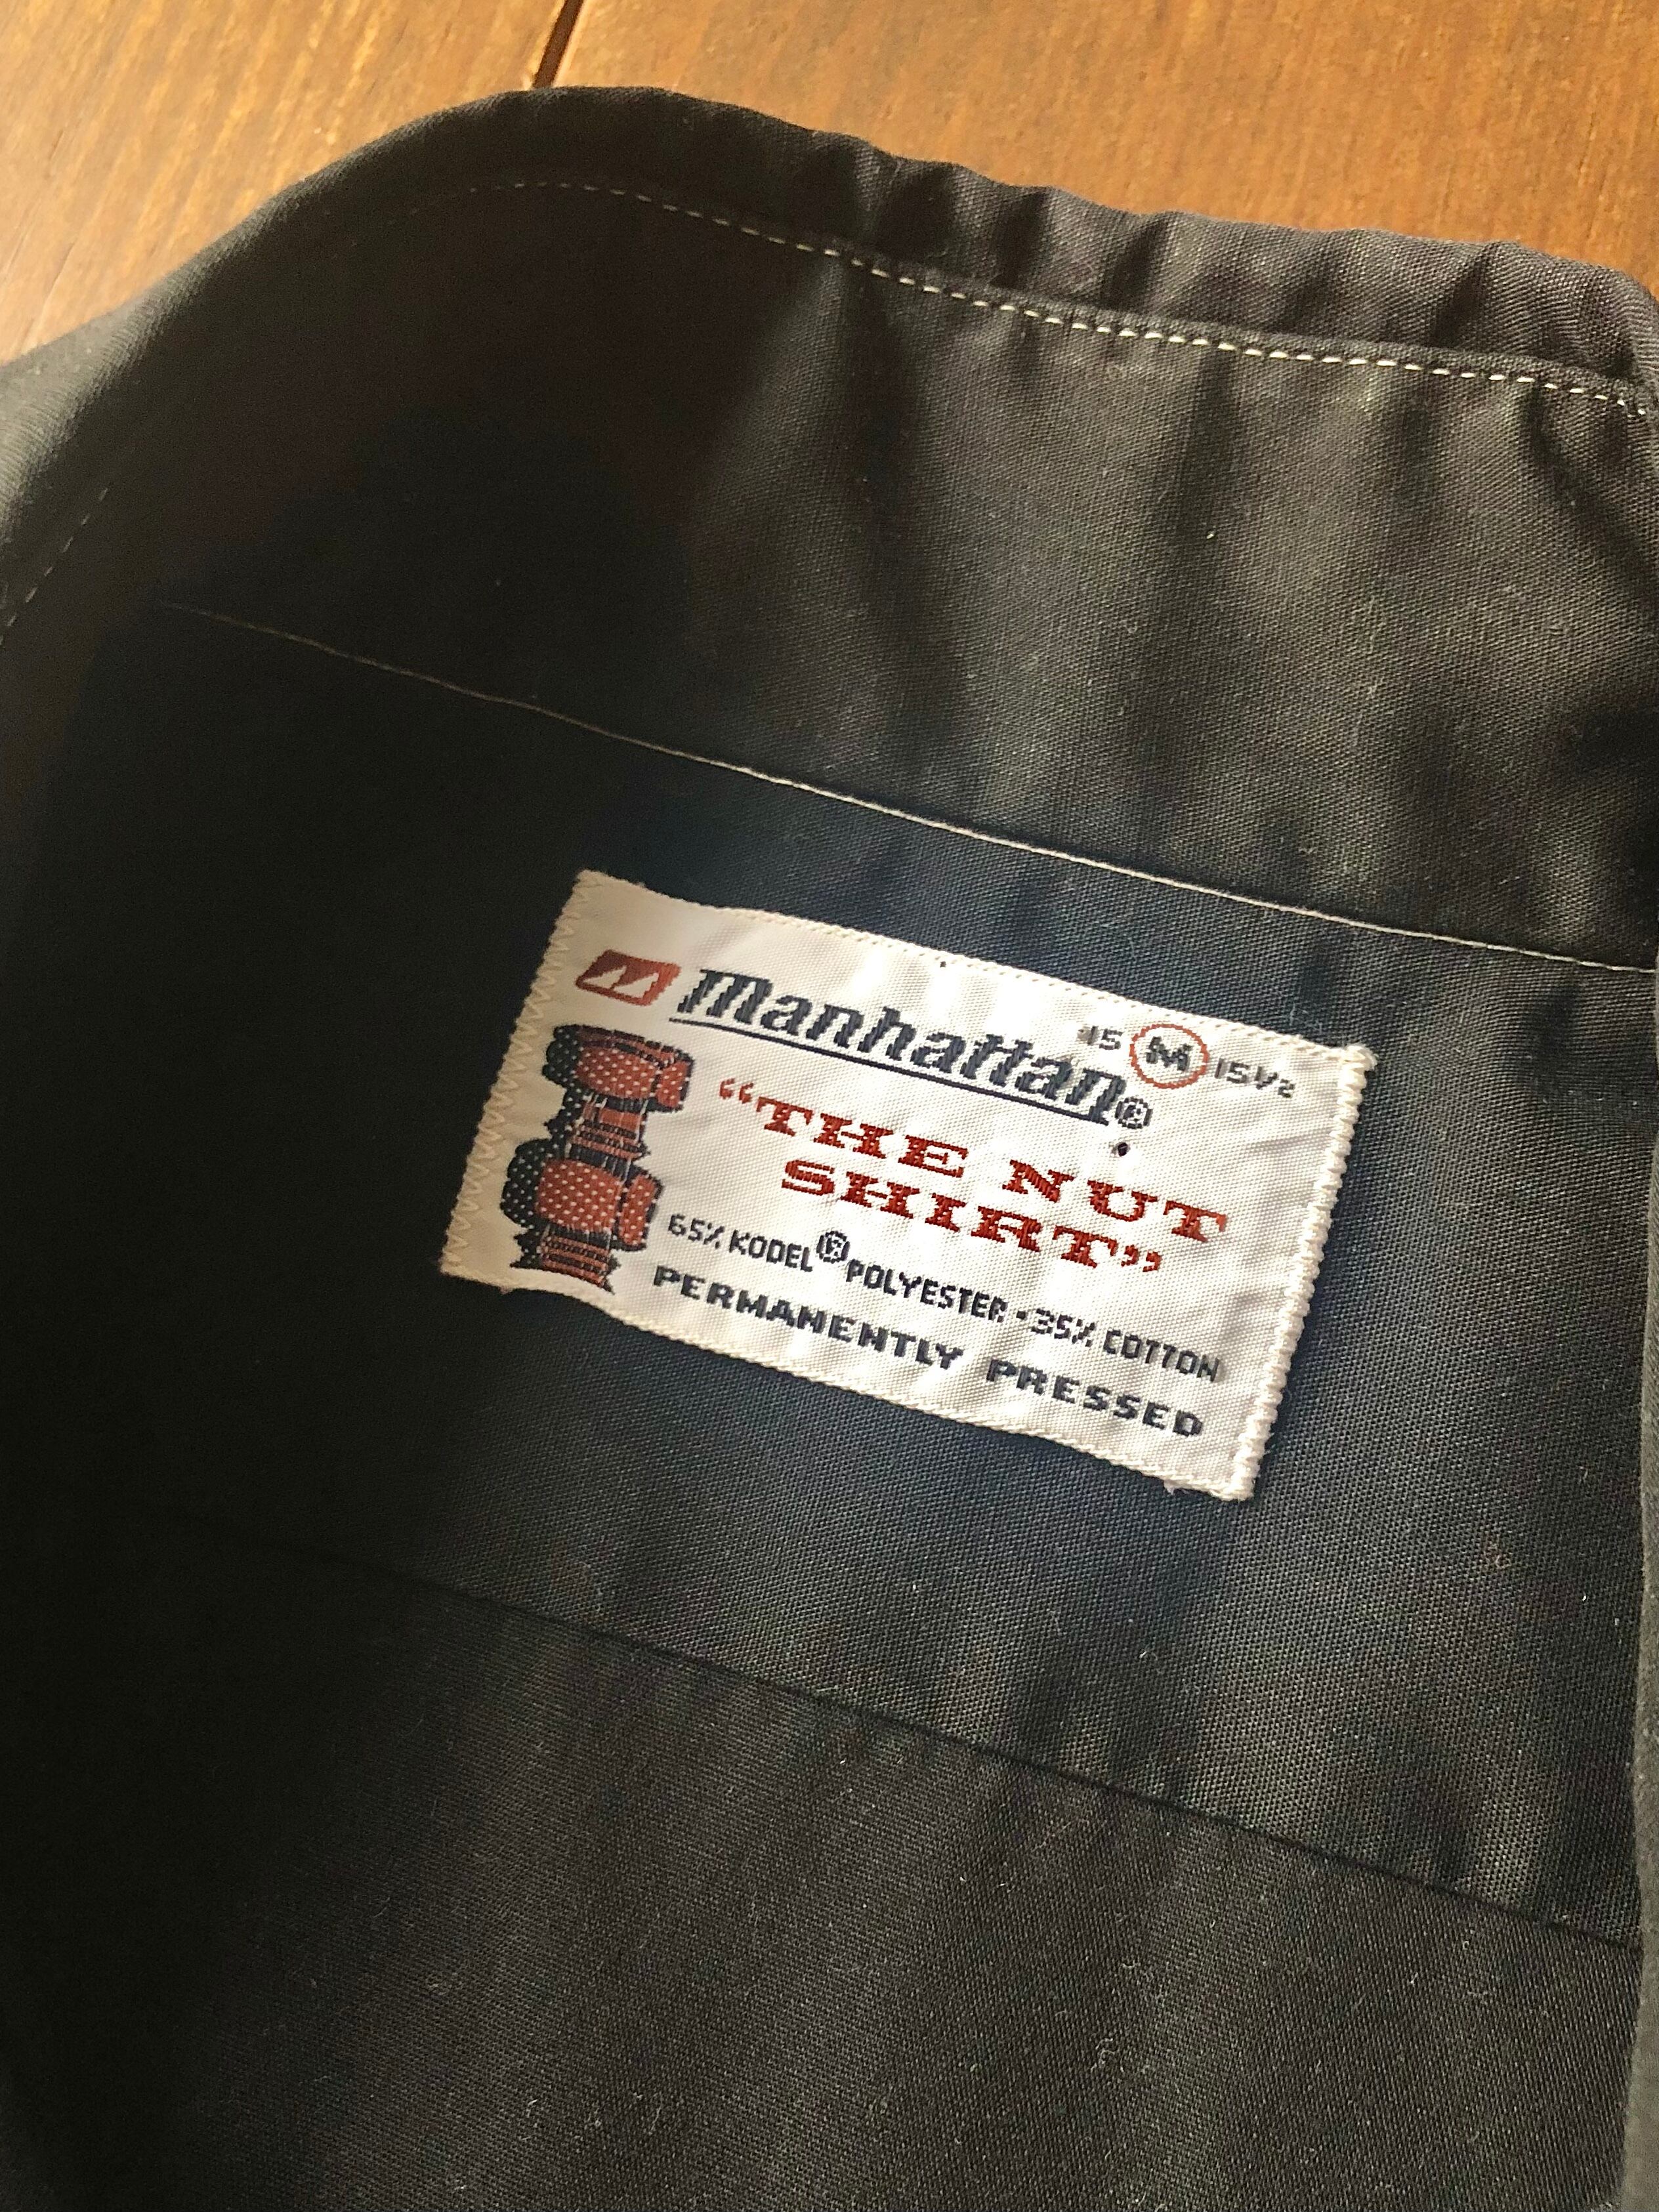 Manhattan®
15 M 15½
“THE NUT
SHIRT”
65% KODEL® POLYESTER • 35% COTTON
PERMANENTLY PRESSED